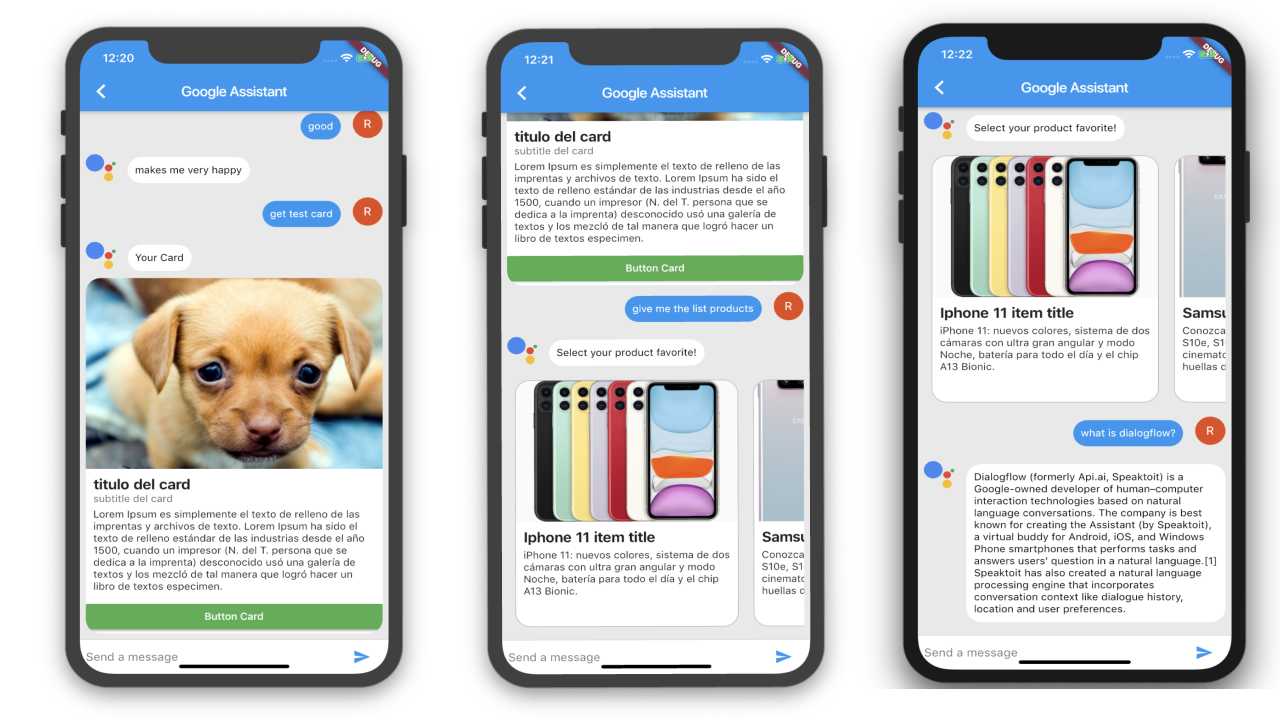 12:20
DEBUG
Google Assistant
good
R
makes me very happy
get test card
R
Your Card
titulo del card
subtitle del card
Lorem Ipsum es simplemente el texto de relleno de las
imprentas y archivos de texto. Lorem Ipsum ha sido el
texto de relleno estándar de las industrias desde el año
1500, cuando un impresor (N. del T. persona que se
dedica a la imprenta) desconocido usó una galería de
textos y los mezcló de tal manera que logró hacer un
libro de textos especimen.
Button Card
Send a message
12:21
DEBUG
Google Assistant
titulo del card
subtitle del card
Lorem Ipsum es simplemente el texto de relleno de las
imprentas y archivos de texto. Lorem Ipsum ha sido el
texto de relleno estándar de las industrias desde el año
1500, cuando un impresor (N. del T. persona que se
dedica a la imprenta) desconocido usó una galería de
textos y los mezcló de tal manera que logró hacer un
libro de textos especimen.
Button Card
give me the list products
R
Select your product favorite!
Iphone 11 item title
iPhone 11: nuevos colores, sistema de dos
cámaras con ultra gran angular y modo
Noche, batería para todo el día y el chip
A13 Bionic.
Samsu
Conozca
S10e, S1
cinemato
huellas d
Send a message
12:22
DEBUG
Google Assistant
Select your product favorite!
Iphone 11 item title
iPhone 11: nuevos colores, sistema de dos
cámaras con ultra gran angular y modo
Noche, batería para todo el día y el chip
A13 Bionic.
Samsu
Conozca
S10e, S1
cinemato
huellas d
what is dialogflow?
R
Dialogflow (formerly Api.ai, Speaktoit) is a
Google-owned developer of human–computer
interaction technologies based on natural
language conversations. The company is best
known for creating the Assistant (by Speaktoit),
a virtual buddy for Android, iOS, and Windows
Phone smartphones that performs tasks and
answers users' question in a natural language.[1]
Speaktoit has also created a natural language
processing engine that incorporates
conversation context like dialogue history,
location and user preferences.
Send a message